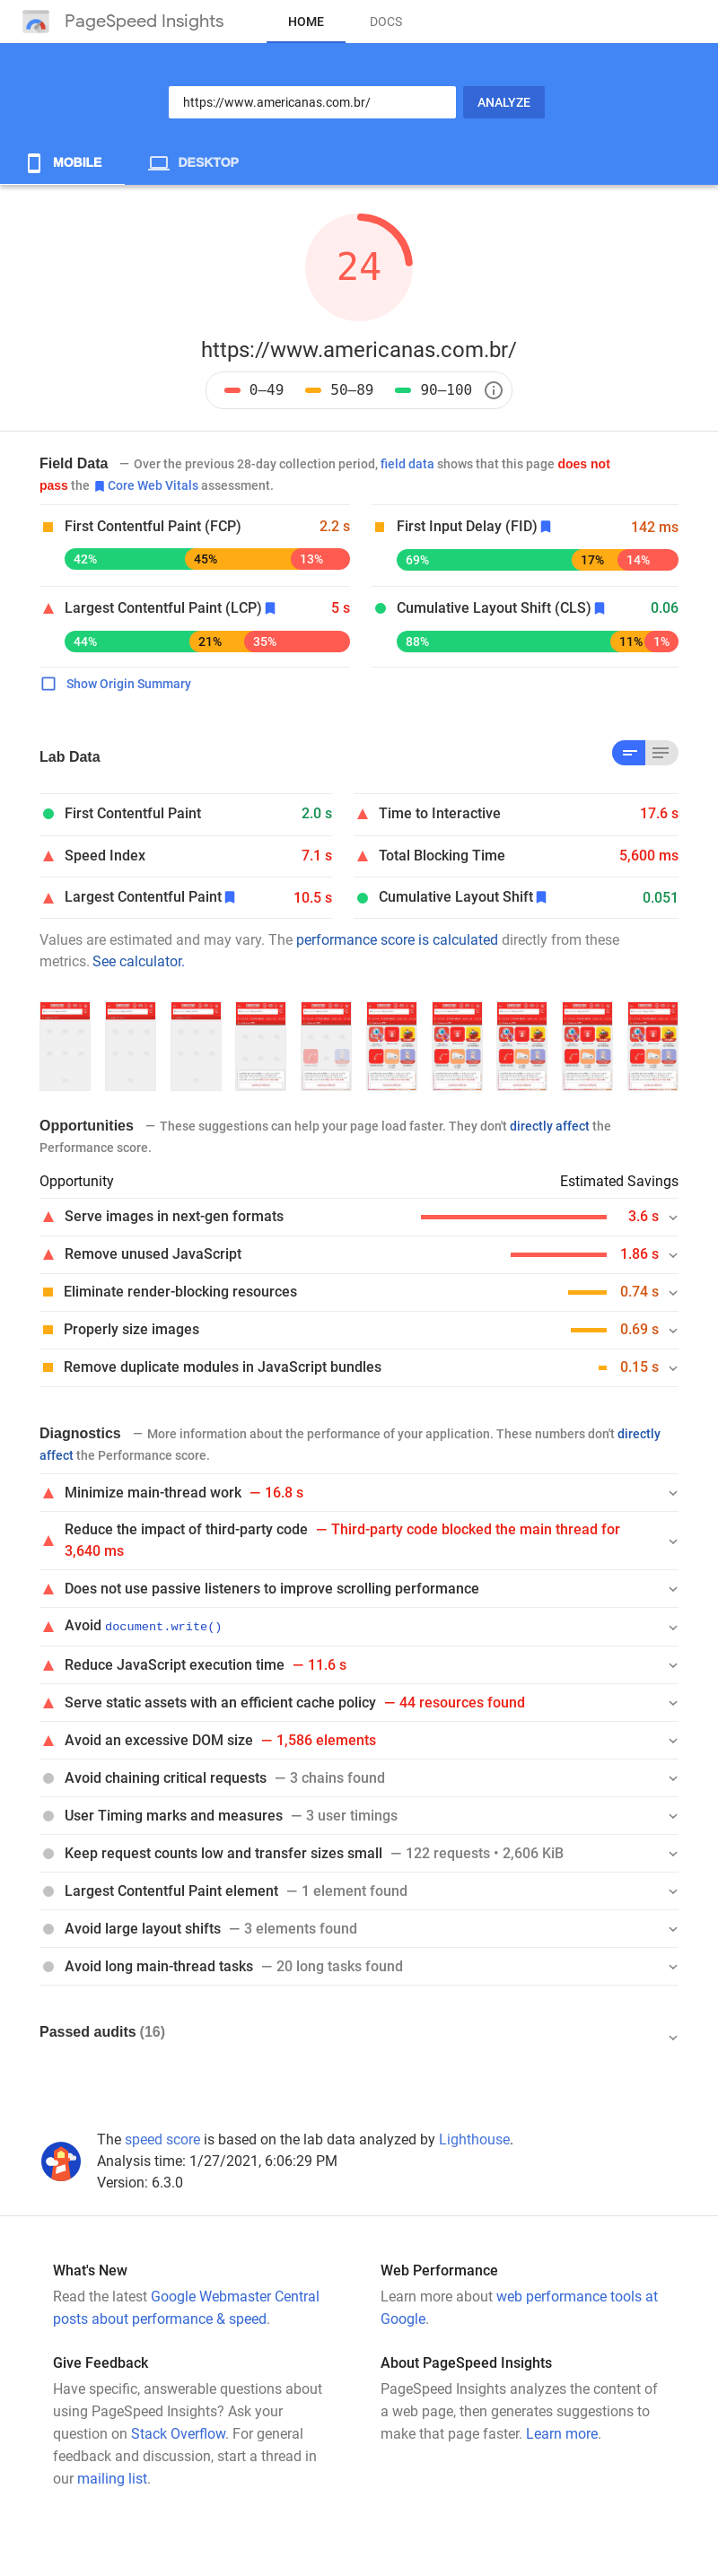 PageSpeed Insights
HOME
DOCS
https://www.americanas.com.br/
ANALYZE
MOBILE
DESKTOP
24
https://www.americanas.com.br/
0–49
50–89
90–100
Field Data — Over the previous 28-day collection period, field data shows that this page does not
pass the Core Web Vitals assessment.
First Contentful Paint (FCP) 2.2 s
42% 45% 13%
First Input Delay (FID) 142 ms
69% 17% 14%
Largest Contentful Paint (LCP) 5 s
44% 21% 35%
Cumulative Layout Shift (CLS) 0.06
88% 11% 1%
Show Origin Summary
Lab Data
First Contentful Paint 2.0 s
Time to Interactive 17.6 s
Speed Index 7.1 s
Total Blocking Time 5,600 ms
Largest Contentful Paint 10.5 s
Cumulative Layout Shift 0.051
Values are estimated and may vary. The performance score is calculated directly from these
metrics. See calculator.
Opportunities — These suggestions can help your page load faster. They don't directly affect the
Performance score.
Opportunity Estimated Savings
Serve images in next-gen formats 3.6 s
Remove unused JavaScript 1.86 s
Eliminate render-blocking resources 0.74 s
Properly size images 0.69 s
Remove duplicate modules in JavaScript bundles 0.15 s
Diagnostics — More information about the performance of your application. These numbers don't directly
affect the Performance score.
Minimize main-thread work — 16.8 s
Reduce the impact of third-party code — Third-party code blocked the main thread for
3,640 ms
Does not use passive listeners to improve scrolling performance
Avoid document.write()
Reduce JavaScript execution time — 11.6 s
Serve static assets with an efficient cache policy — 44 resources found
Avoid an excessive DOM size — 1,586 elements
Avoid chaining critical requests — 3 chains found
User Timing marks and measures — 3 user timings
Keep request counts low and transfer sizes small — 122 requests • 2,606 KiB
Largest Contentful Paint element — 1 element found
Avoid large layout shifts — 3 elements found
Avoid long main-thread tasks — 20 long tasks found
Passed audits (16)
The speed score is based on the lab data analyzed by Lighthouse.
Analysis time: 1/27/2021, 6:06:29 PM
Version: 6.3.0
What's New
Read the latest Google Webmaster Central
posts about performance & speed.
Web Performance
Learn more about web performance tools at
Google.
Give Feedback
Have specific, answerable questions about
using PageSpeed Insights? Ask your
question on Stack Overflow. For general
feedback and discussion, start a thread in
our mailing list.
About PageSpeed Insights
PageSpeed Insights analyzes the content of
a web page, then generates suggestions to
make that page faster. Learn more.